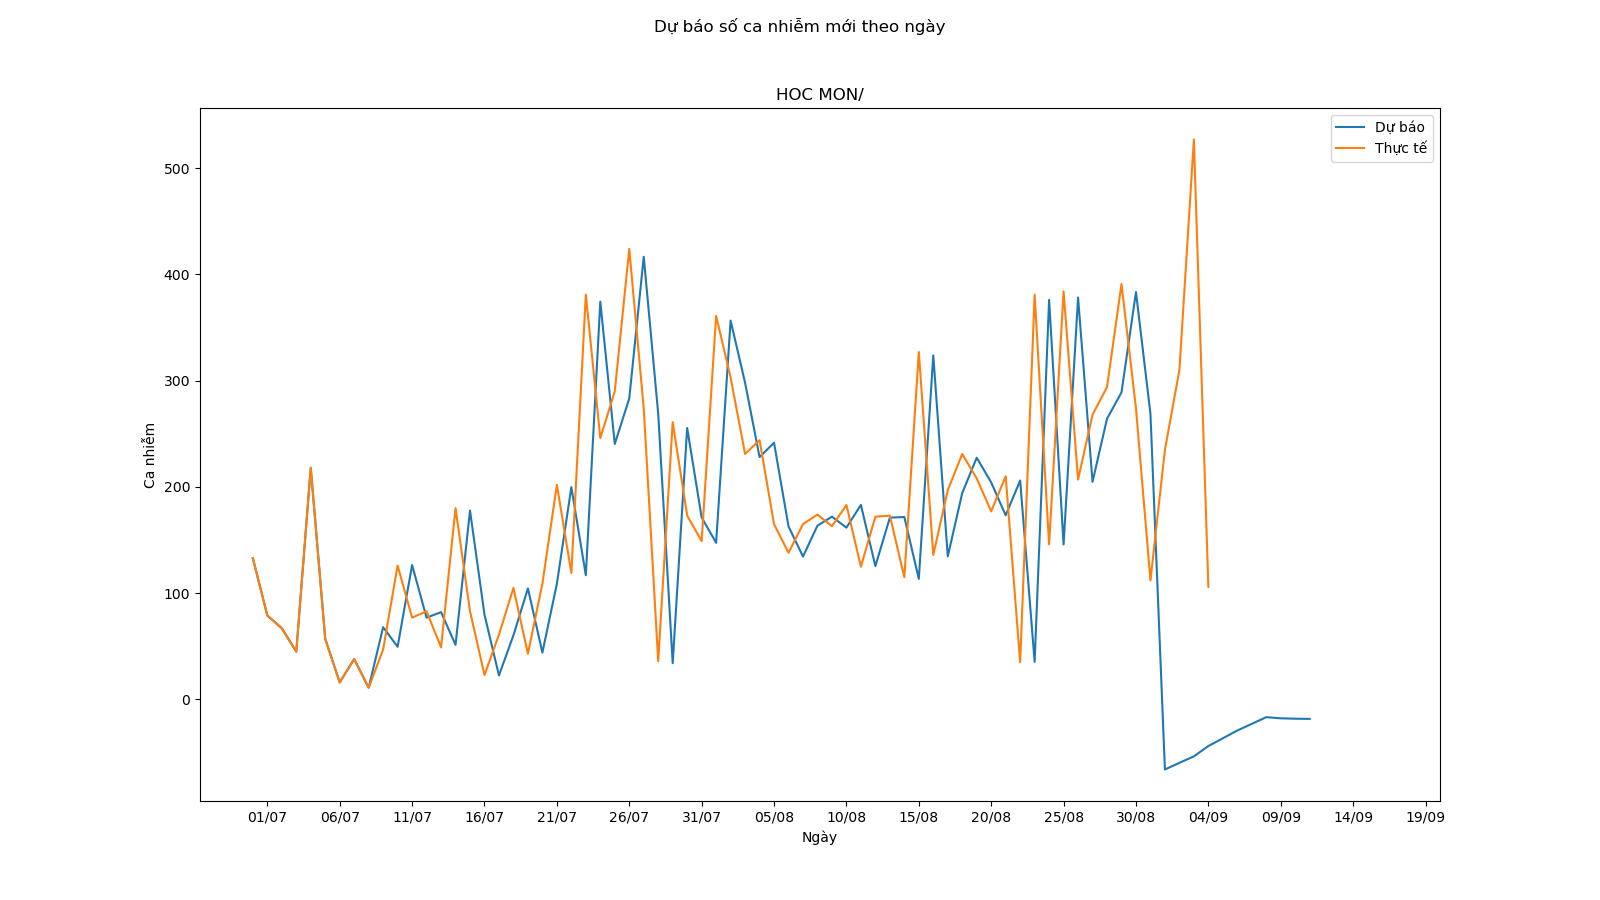 Dự báo số ca nhiễm mới theo ngày
HOC MON/
Dự báo
Thực tế
500
400
300
200
100
0
Ca nhiễm
01/07 06/07 11/07 16/07 21/07 26/07 31/07 05/08 10/08 15/08 20/08 25/08 30/08 04/09 09/09 14/09 19/09
Ngày